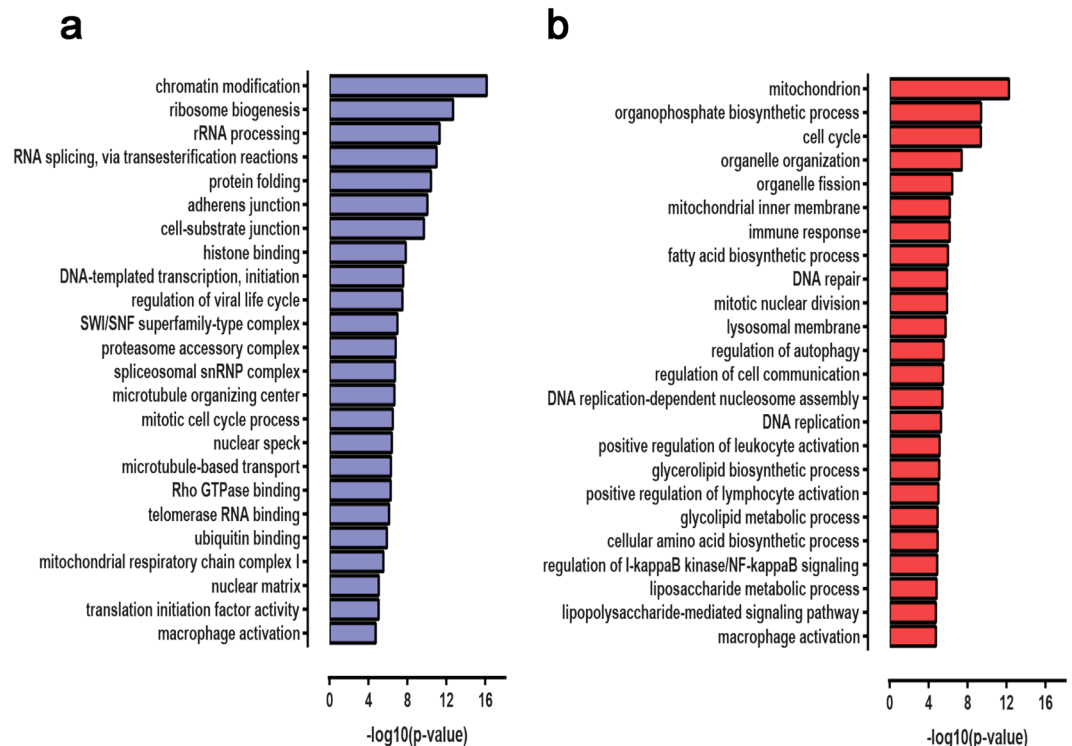 a
chromatin modification
ribosome biogenesis
rRNA processing
RNA splicing, via transesterification reactions
protein folding
adherens junction
cell-substrate junction
histone binding
DNA-templated transcription, initiation
regulation of viral life cycle
SWI/SNF superfamily-type complex
proteasome accessory complex
spliceosomal snRNP complex
microtubule organizing center
mitotic cell cycle process
nuclear speck
microtubule-based transport
Rho GTPase binding
telomerase RNA binding
ubiquitin binding
mitochondrial respiratory chain complex I
nuclear matrix
translation initiation factor activity
macrophage activation
0 4 8 12 16
-log10(p-value)
b
mitochondrion
organophosphate biosynthetic process
cell cycle
organelle organization
organelle fission
mitochondrial inner membrane
immune response
fatty acid biosynthetic process
DNA repair
mitotic nuclear division
lysosomal membrane
regulation of autophagy
regulation of cell communication
DNA replication-dependent nucleosome assembly
DNA replication
positive regulation of leukocyte activation
glycerolipid biosynthetic process
positive regulation of lymphocyte activation
glycolipid metabolic process
cellular amino acid biosynthetic process
regulation of I-kappaB kinase/NF-kappaB signaling
liposaccharide metabolic process
lipopolysaccharide-mediated signaling pathway
macrophage activation
0 4 8 12 16
-log10(p-value)